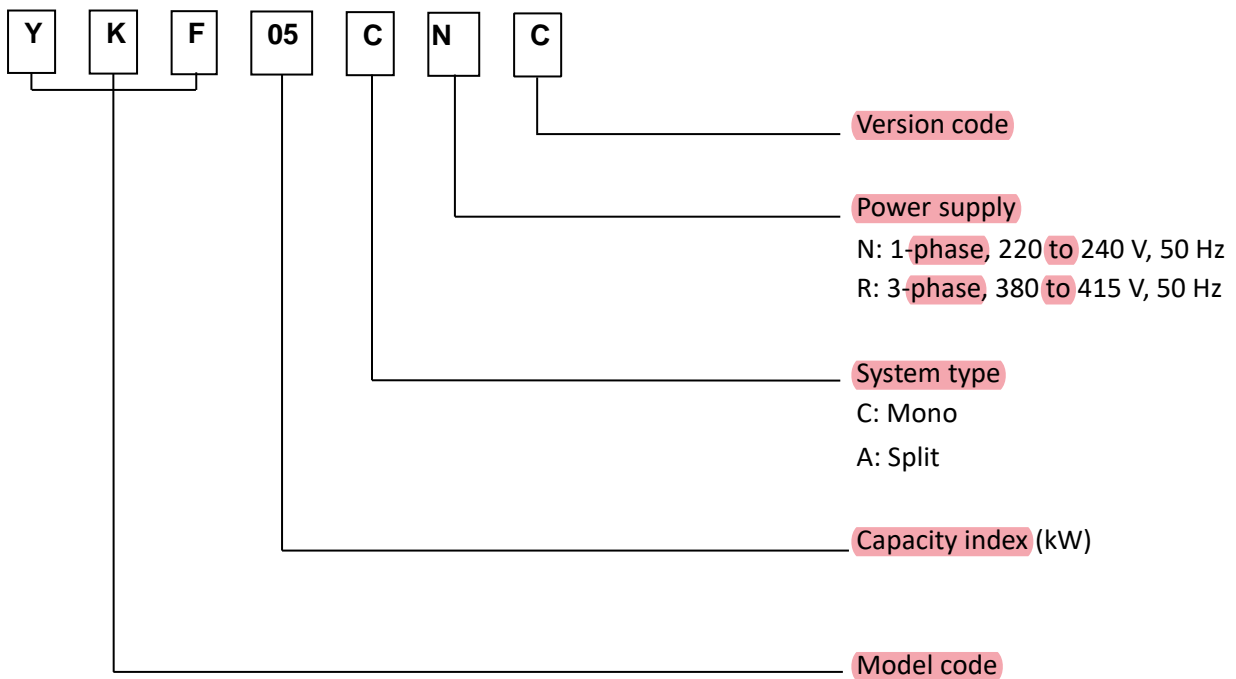 Y K F 05 C N C
Version code
Power supply
N: 1-phase, 220 to 240 V, 50 Hz
R: 3-phase, 380 to 415 V, 50 Hz
System type
C: Mono
A: Split
Capacity index (kW)
Model code